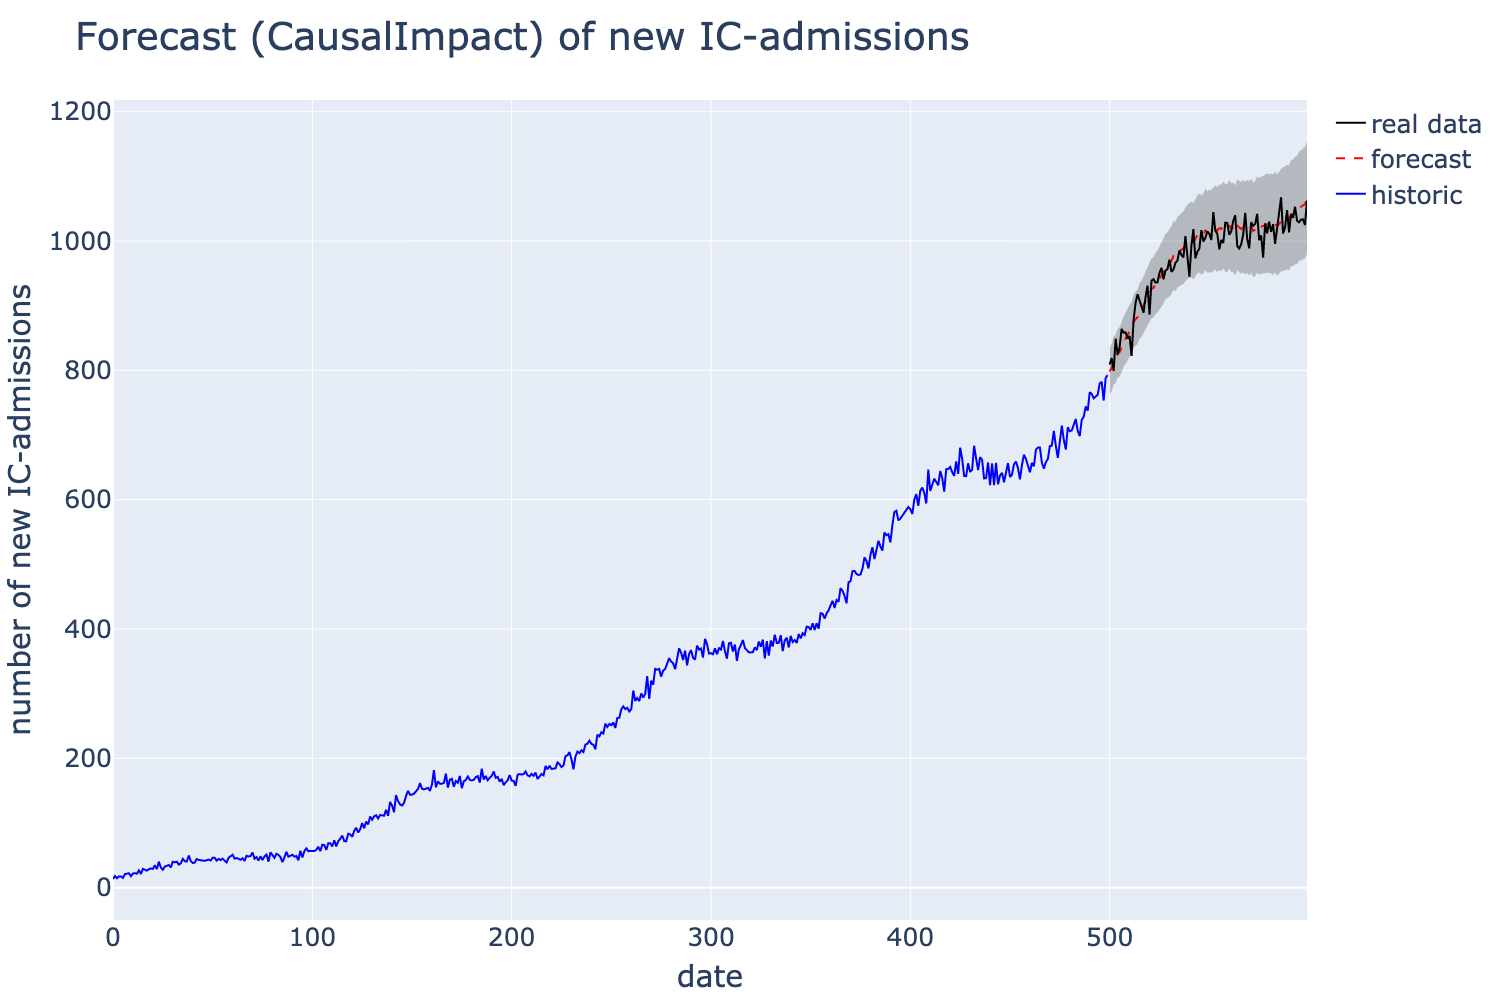 Forecast (CausalImpact) of new IC-admissions
1200
1000
800
600
400
200
0
number of new IC-admissions
0 100 200 300 400 500
date
real data
forecast
historic